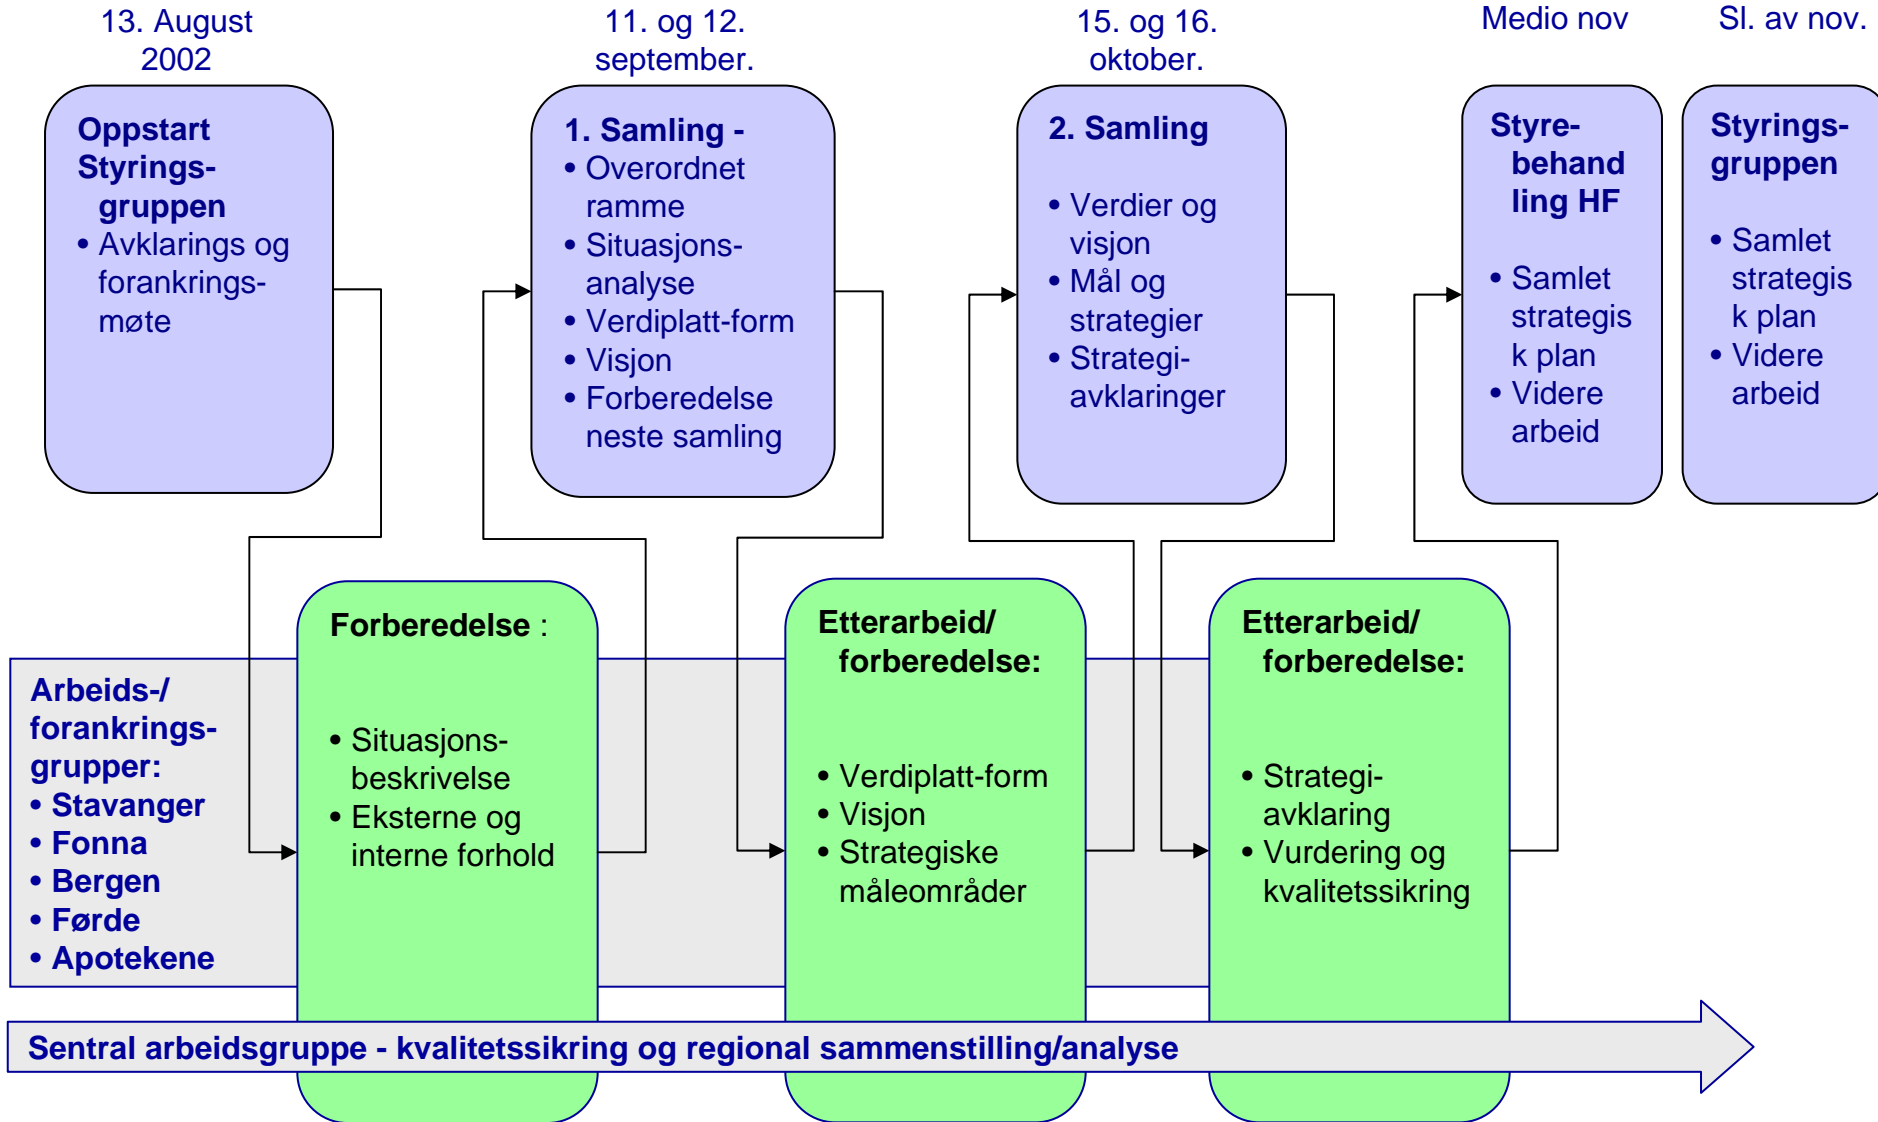 13. August
2002
11. og 12.
september.
15. og 16.
oktober.
Medio nov
Sl. av nov.
Oppstart
Styrings-
gruppen
• Avklarings og
forankrings-
møte
1. Samling -
• Overordnet
ramme
• Situasjons-
analyse
• Verdiplatt-form
• Visjon
• Forberedelse
neste samling
2. Samling
• Verdier og
visjon
• Mål og
strategier
• Strategi-
avklaringer
Styre-
behand
ling HF
• Samlet
strategis
k plan
• Videre
arbeid
Styrings-
gruppen
• Samlet
strategis
k plan
• Videre
arbeid
Arbeids-/
forankrings-
grupper:
• Stavanger
• Fonna
• Bergen
• Førde
• Apotekene
Forberedelse :
• Situasjons-
beskrivelse
• Eksterne og
interne forhold
Etterarbeid/
forberedelse:
• Verdiplatt-form
• Visjon
• Strategiske
måleområder
Etterarbeid/
forberedelse:
• Strategi-
avklaring
• Vurdering og
kvalitetssikring
Sentral arbeidsgruppe - kvalitetssikring og regional sammenstilling/analyse